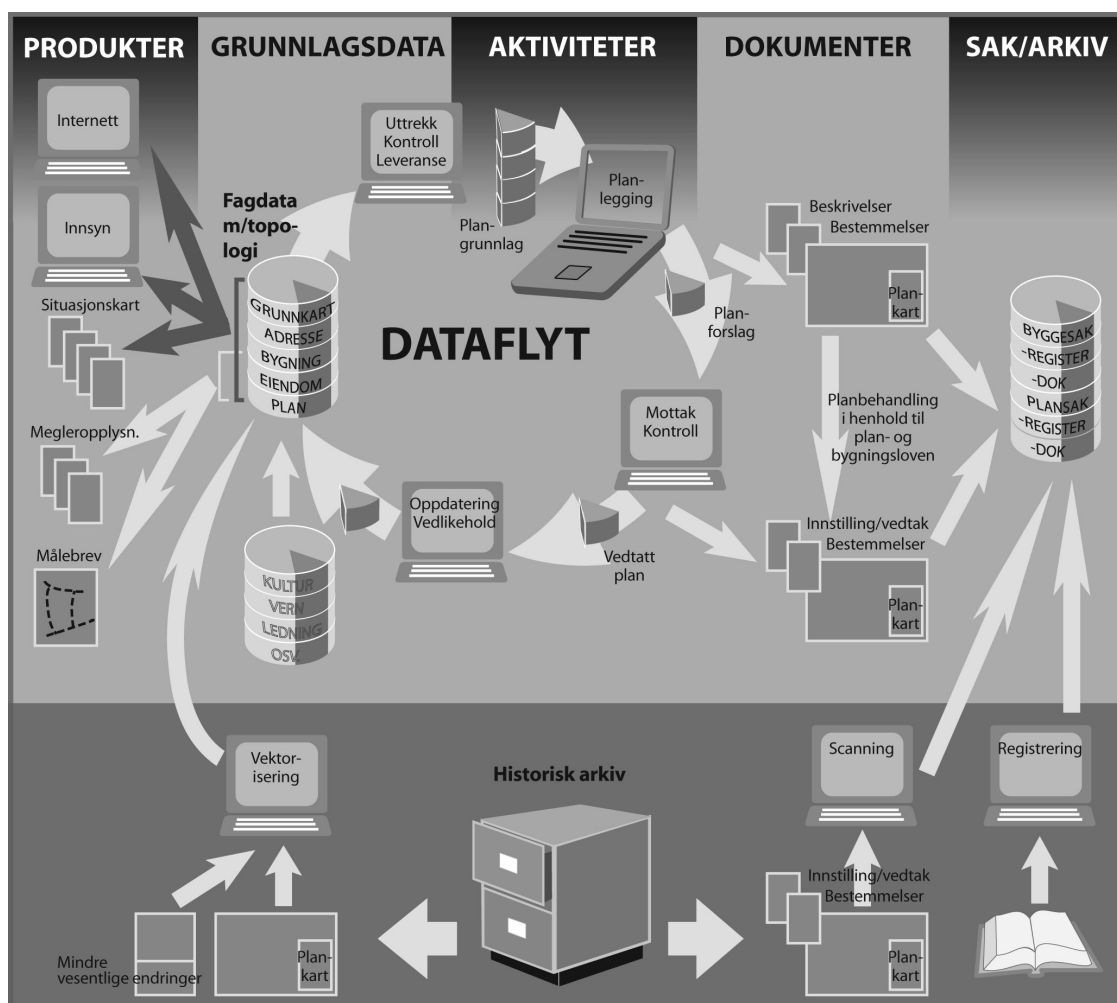 PRODUKTER
GRUNNLAGSDATA
AKTIVITETER
DOKUMENTER
SAK/ARKIV
Internett
Innsyn
Situasjonskart
Megleropplysn.
Målebrev
Uttrekk
Kontroll
Leveranse
Fagdata
m/topo-
logi
GRUNNKART
ADRESSE
BYGNING
EIENDOM
PLAN
DATAFLYT
KULTUR
VERN
LEDNING
OSV.
Oppdatering
Vedlikehold
Plan-
grunnlag
Plan-
legging
Plan-
forslag
Mottak
Kontroll
Vedtatt
plan
Beskrivelser
Bestemmelser
Plan-
kart
Planbehandling
i henhold til
plan- og
bygningsloven
Innstilling/vedtak
Bestemmelser
Plan-
kart
BYGGESAK
-REGISTER
-DOK
PLANSAK
-REGISTER
-DOK
Vektor-
isering
Historisk arkiv
Scanning
Registrering
Mindre
vesentlige endringer
Plan-
kart
Innstilling/vedtak
Bestemmelser
Plan-
kart